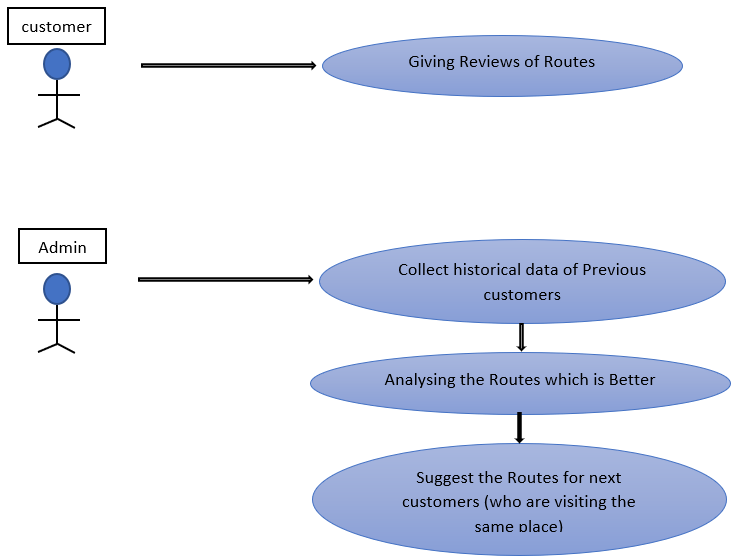 customer
Giving Reviews of Routes
Admin
Collect historical data of Previous
customers
Analysing the Routes which is Better
Suggest the Routes for next
customers (who are visiting the
same place)